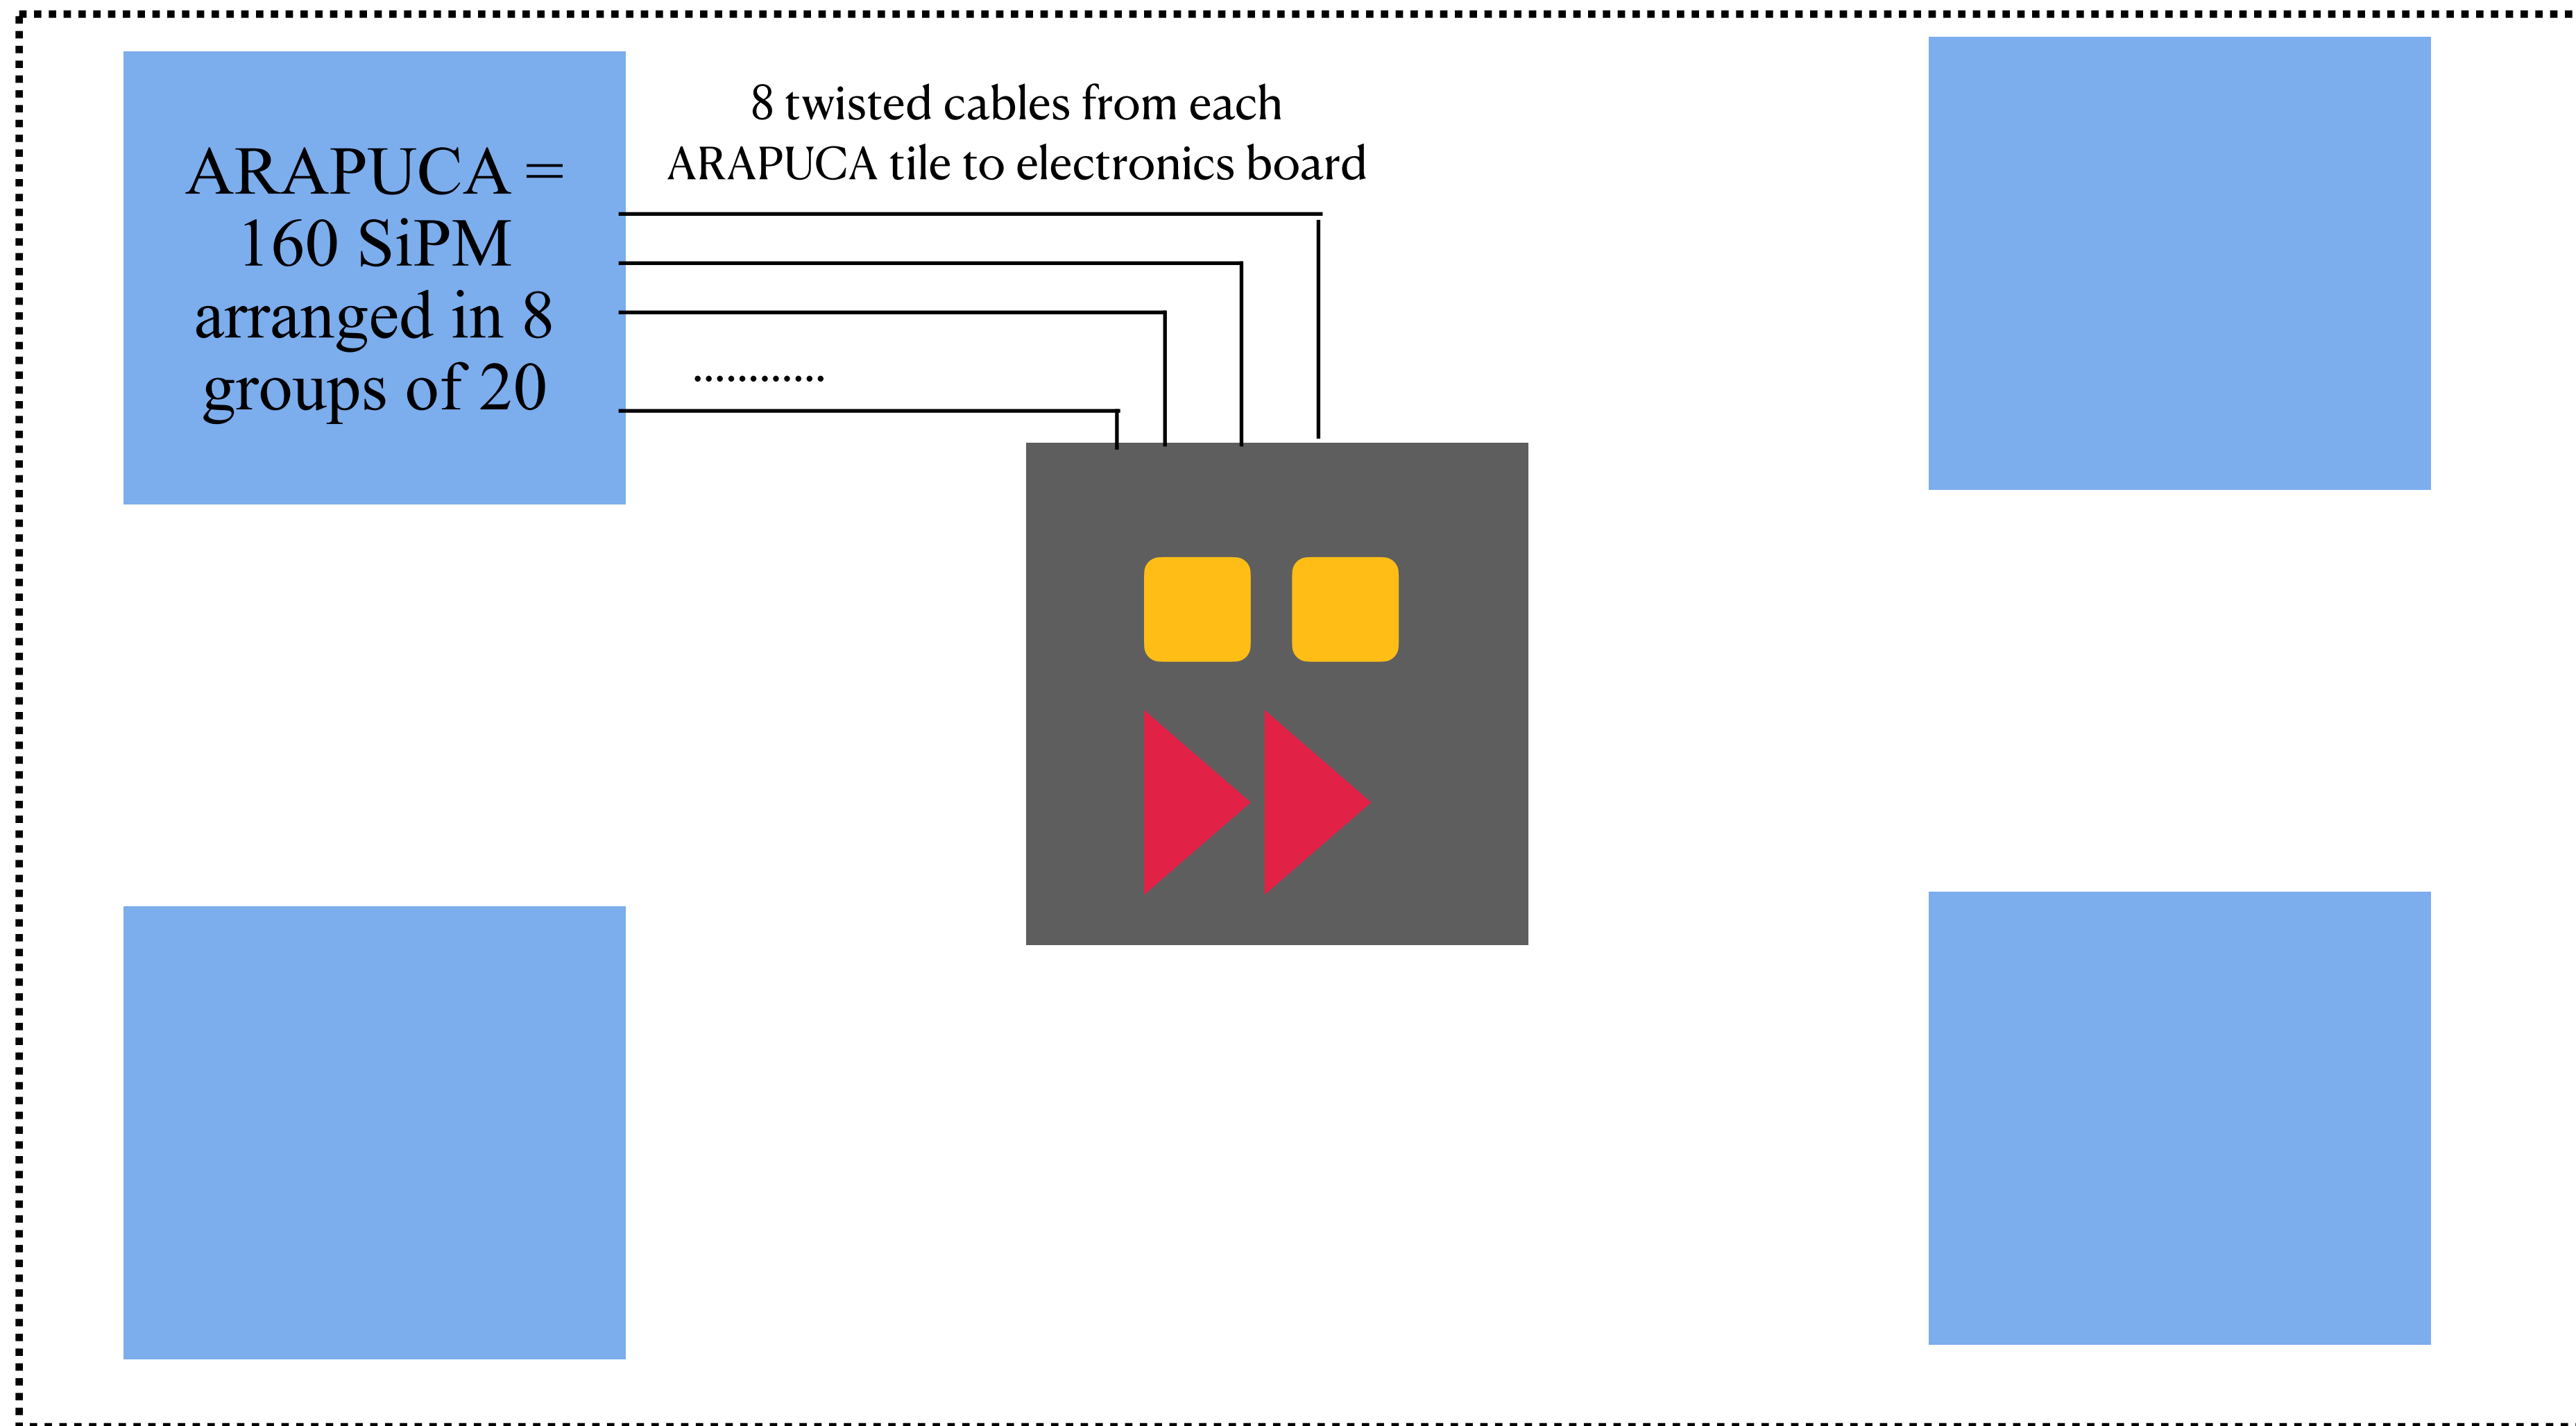 ARAPUCA =
160 SiPM
arranged in 8
groups of 20
8 twisted cables from each
ARAPUCA tile to electronics board
............